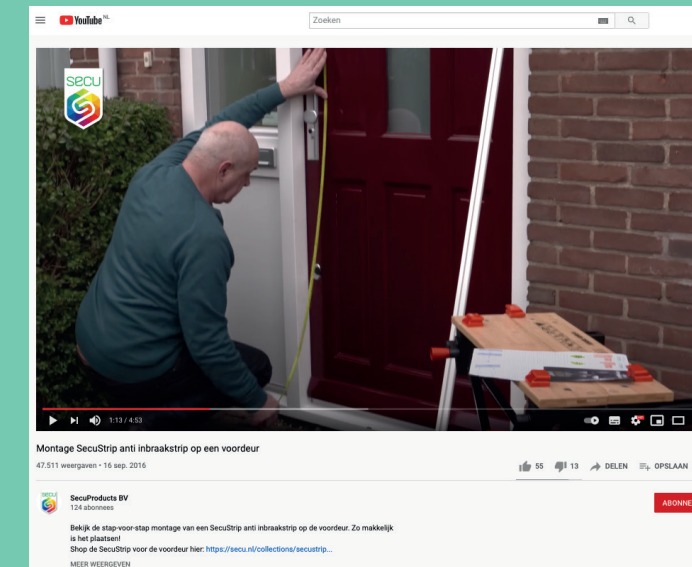 YouTube NL
Zoeken
secu
1:13 / 4:53
Montage SecuStrip anti inbraakstrip op een voordeur
47.511 weergaven • 16 sep. 2016
55 13 DELEN OPSLAAN
SecuProducts BV
124 abonnees
ABONNE
Bekijk de stap-voor-stap montage van een SecuStrip anti inbraakstrip op de voordeur. Zo makkelijk
is het plaatsen!
Shop de SecuStrip voor de voordeur hier: https://secu.nl/collections/secustrip...
MEER WEERGEVEN